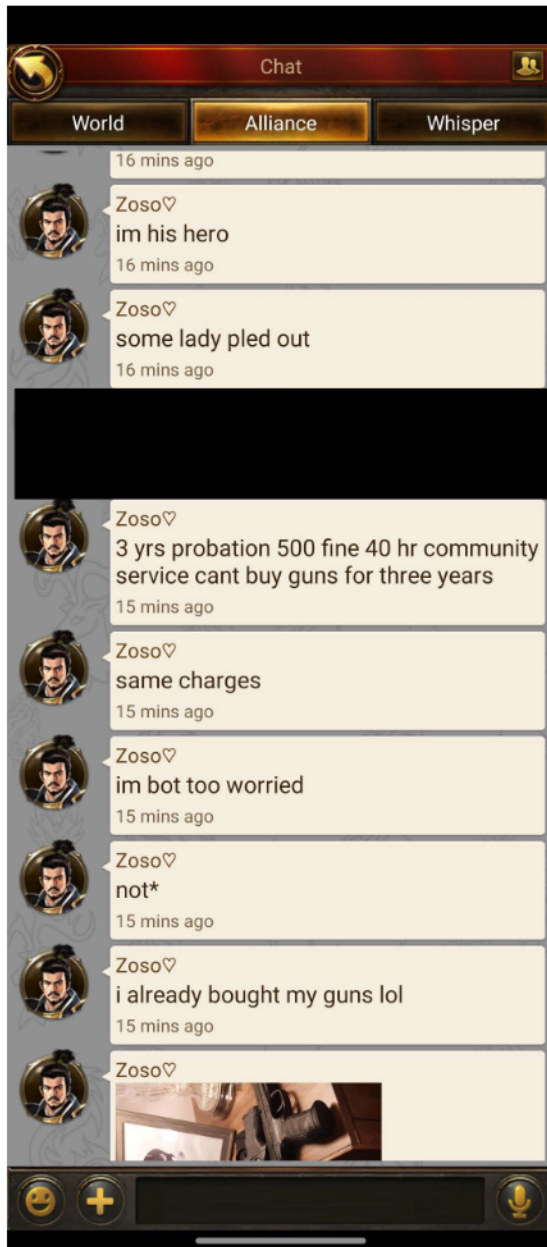 Chat
World
Alliance
Whisper
16 mins ago
Zoso♡
im his hero
16 mins ago
Zoso♡
some lady pled out
16 mins ago
Zoso♡
3 yrs probation 500 fine 40 hr community
service cant buy guns for three years
15 mins ago
Zoso♡
same charges
15 mins ago
Zoso♡
im bot too worried
15 mins ago
Zoso♡
not*
15 mins ago
Zoso♡
i already bought my guns lol
15 mins ago
Zoso♡